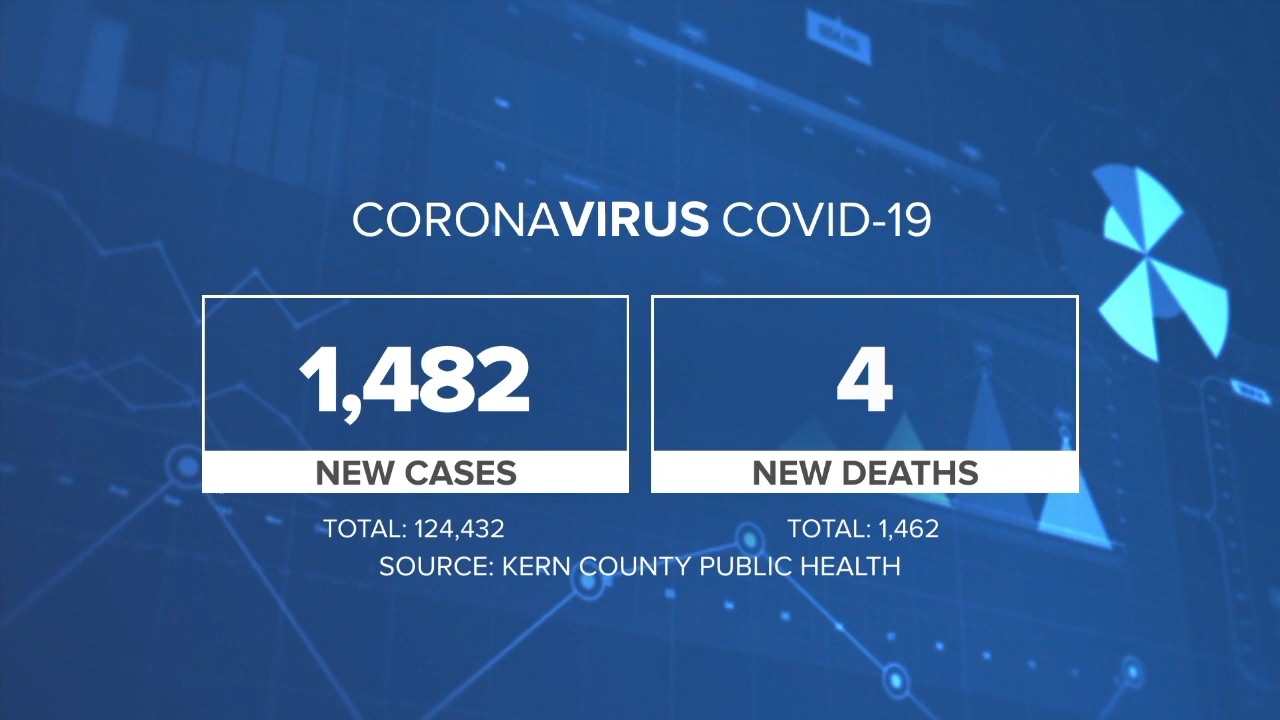 CORONAVIRUS COVID-19
1,482
NEW CASES
TOTAL: 124,432
4
NEW DEATHS
TOTAL: 1,462
SOURCE: KERN COUNTY PUBLIC HEALTH